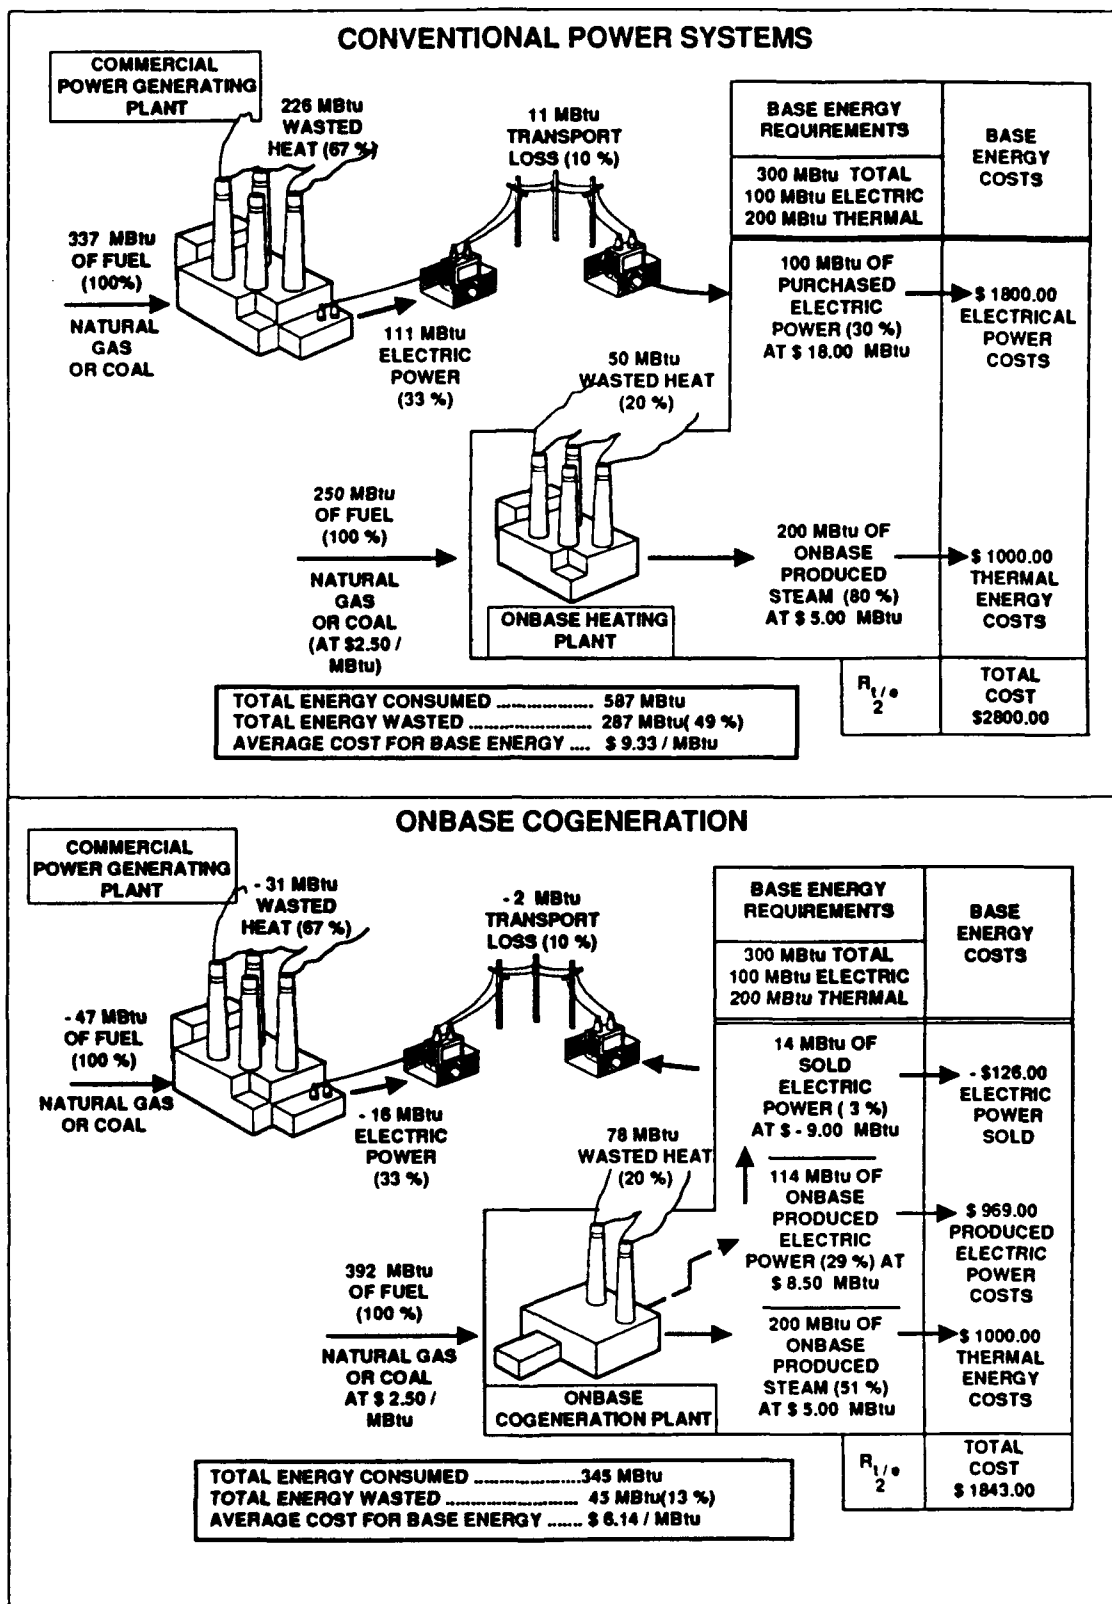 CONVENTIONAL POWER SYSTEMS
COMMERCIAL
POWER GENERATING
PLANT
226 MBtu
WASTED
HEAT (67 %)
11 MBtu
TRANSPORT
LOSS (10 %)
BASE ENERGY
REQUIREMENTS
BASE
ENERGY
COSTS
300 MBtu TOTAL
100 MBtu ELECTRIC
200 MBtu THERMAL
337 MBtu
OF FUEL
(100%)
NATURAL
GAS
OR COAL
111 MBtu
ELECTRIC
POWER
(33 %)
100 MBtu OF
PURCHASED
ELECTRIC
POWER (30 %)
AT $ 18.00 MBtu
$ 1800.00
ELECTRICAL
POWER
COSTS
50 MBtu
WASTED HEAT
(20 %)
250 MBtu
OF FUEL
(100 %)
NATURAL
GAS
OR COAL
(AT $2.50 /
MBtu)
ONBASE HEATING
PLANT
200 MBtu OF
ONBASE
PRODUCED
STEAM (80 %)
AT $ 5.00 MBtu
$ 1000.00
THERMAL
ENERGY
COSTS
R t/e
2
TOTAL
COST
$2800.00
TOTAL ENERGY CONSUMED .................. 587 MBtu
TOTAL ENERGY WASTED ...................... 287 MBtu( 49 %)
AVERAGE COST FOR BASE ENERGY .... $ 9.33 / MBtu
ONBASE COGENERATION
COMMERCIAL
POWER GENERATING
PLANT
- 31 MBtu
WASTED
HEAT (67 %)
- 2 MBtu
TRANSPORT
LOSS (10 %)
BASE ENERGY
REQUIREMENTS
BASE
ENERGY
COSTS
300 MBtu TOTAL
100 MBtu ELECTRIC
200 MBtu THERMAL
- 47 MBtu
OF FUEL
(100 %)
NATURAL GAS
OR COAL
- 16 MBtu
ELECTRIC
POWER
(33 %)
14 MBtu OF
SOLD
ELECTRIC
POWER ( 3 %)
AT $ - 9.00 MBtu
- $126.00
ELECTRIC
POWER
SOLD
78 MBtu
WASTED HEAT
(20 %)
114 MBtu OF
ONBASE
PRODUCED
ELECTRIC
POWER (29 %) AT
$ 8.50 MBtu
$ 969.00
PRODUCED
ELECTRIC
POWER
COSTS
392 MBtu
OF FUEL
(100 %)
NATURAL GAS
OR COAL
AT $ 2.50 /
MBtu
ONBASE
COGENERATION PLANT
200 MBtu OF
ONBASE
PRODUCED
STEAM (51 %)
AT $ 5.00 MBtu
$ 1000.00
THERMAL
ENERGY
COSTS
R t/e
2
TOTAL
COST
$ 1843.00
TOTAL ENERGY CONSUMED .....................345 MBtu
TOTAL ENERGY WASTED ........................ 45 MBtu(13 %)
AVERAGE COST FOR BASE ENERGY ....... $ 6.14 / MBtu